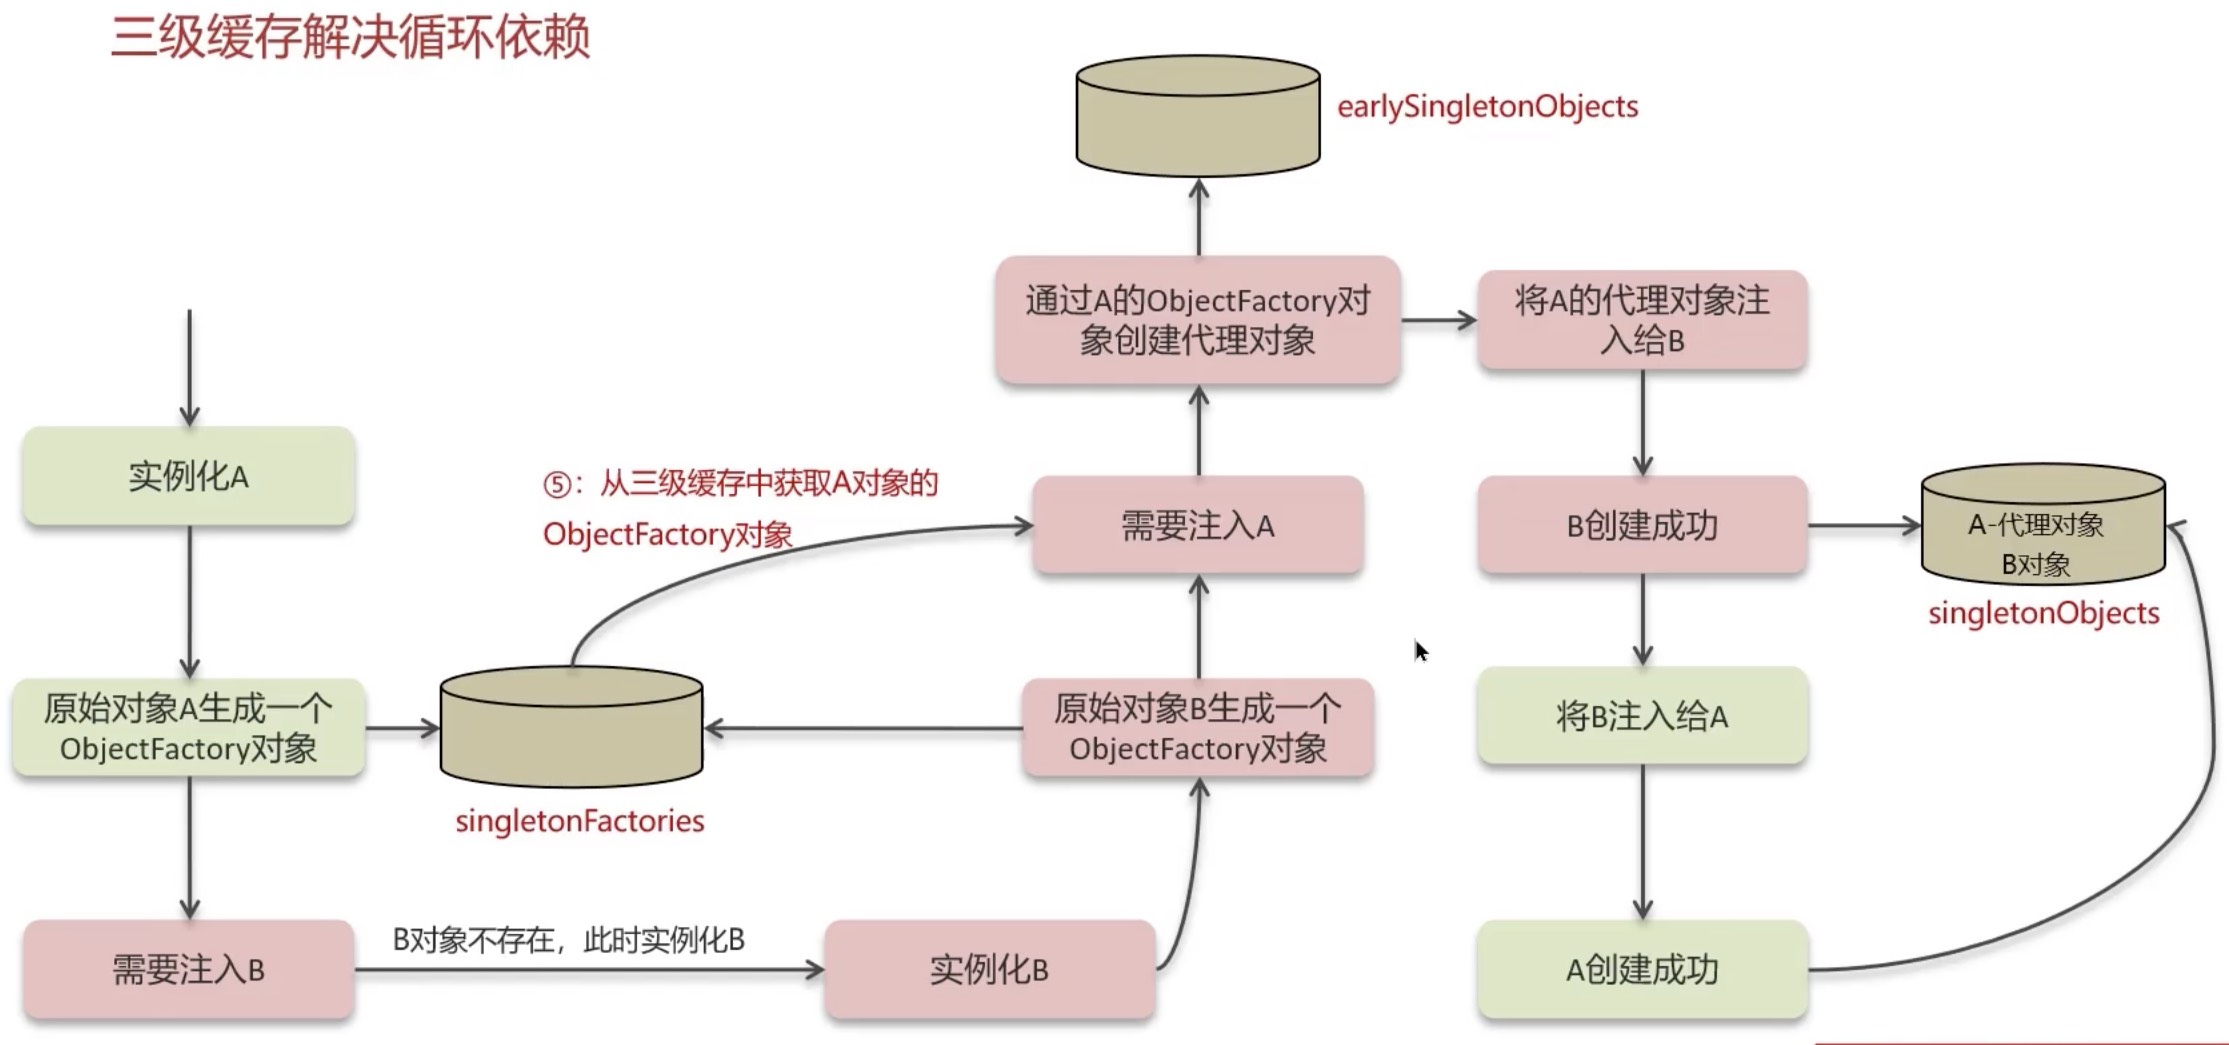 三级缓存解决循环依赖
earlySingletonObjects
通过A的ObjectFactory对
象创建代理对象
将A的代理对象注
入给B
实例化A
⑤：从三级缓存中获取A对象的
ObjectFactory对象
需要注入A
B创建成功
A-代理对象
B对象
singletonObjects
原始对象A生成一个
ObjectFactory对象
singletonFactories
原始对象B生成一个
ObjectFactory对象
将B注入给A
需要注入B
B对象不存在，此时实例化B
实例化B
A创建成功